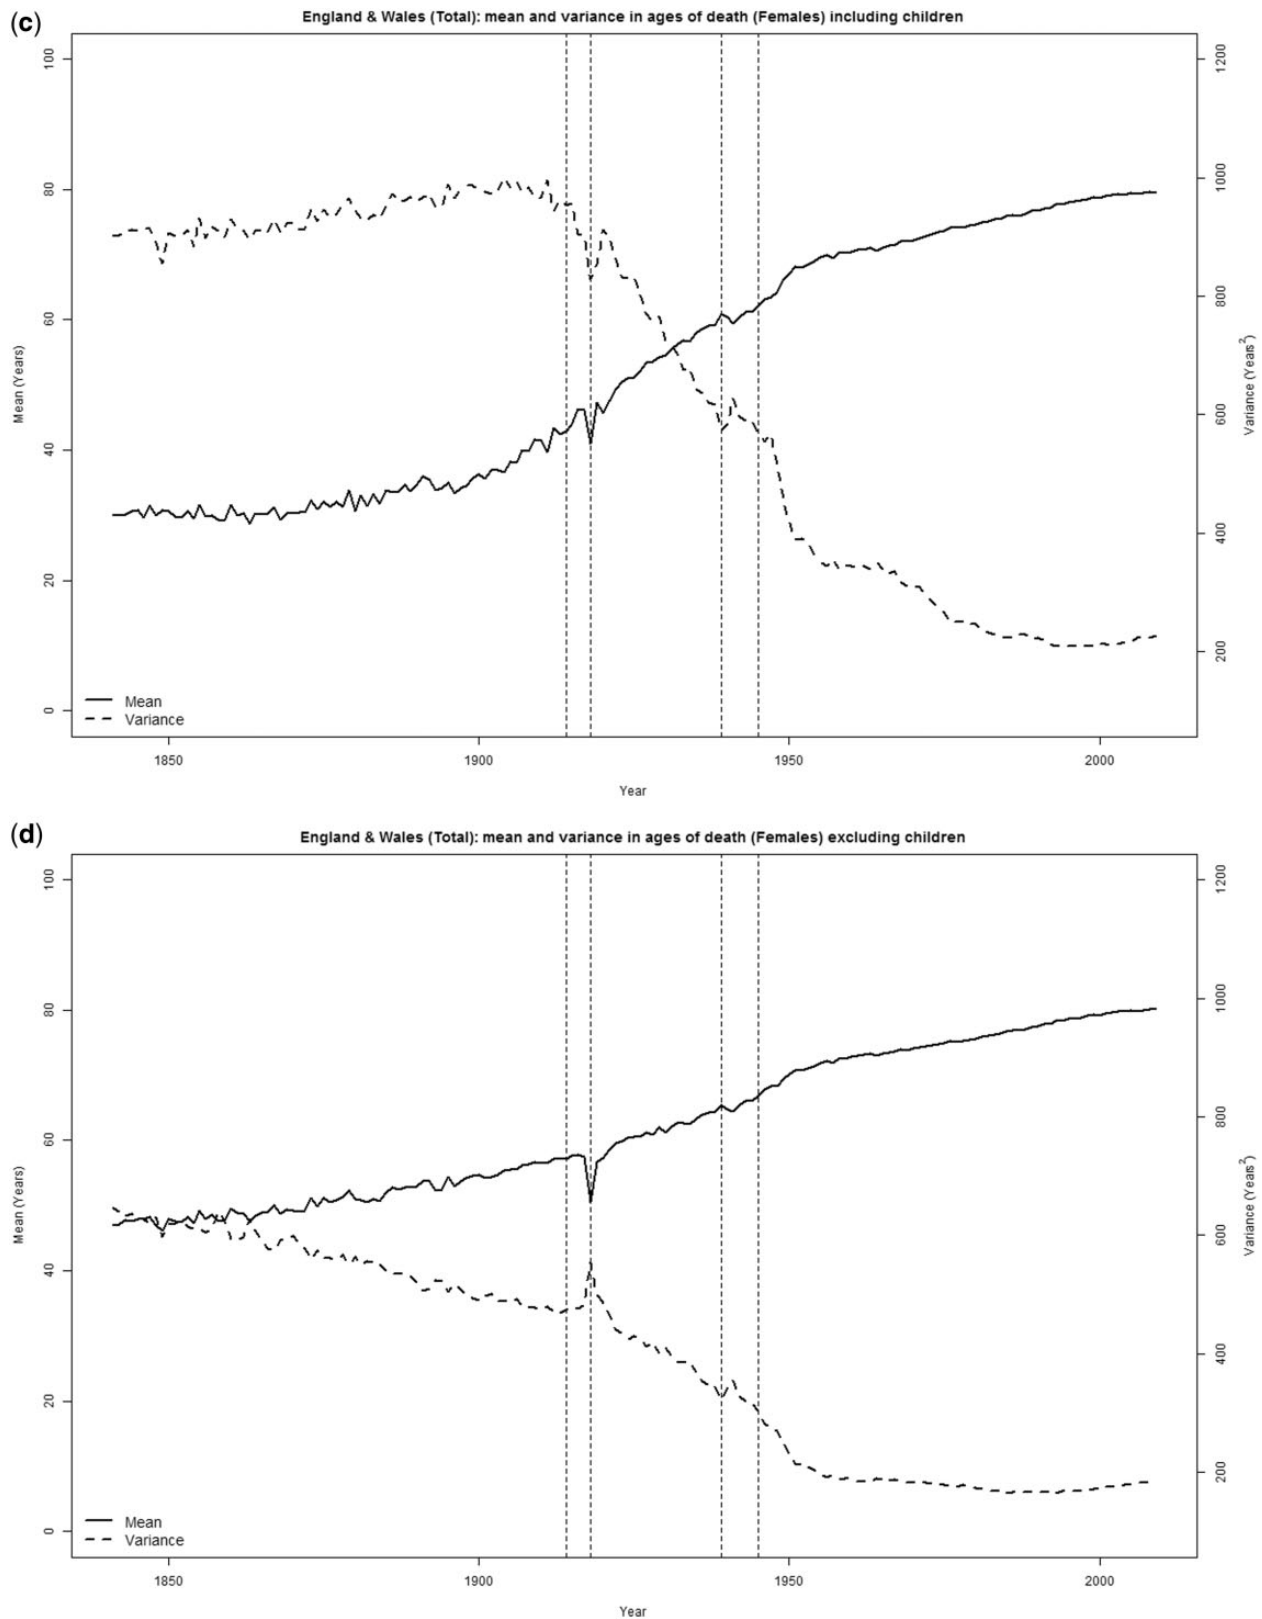 (c)
England & Wales (Total): mean and variance in ages of death (Females) including children
100
80
60
40
20
0
Mean (Years)
1200
1000
800
600
400
200
Variance (Years²)
Mean
Variance
1850 1900 1950 2000
Year
(d)
England & Wales (Total): mean and variance in ages of death (Females) excluding children
100
80
60
40
20
0
Mean (Years)
1200
1000
800
600
400
200
Variance (Years²)
Mean
Variance
1850 1900 1950 2000
Year